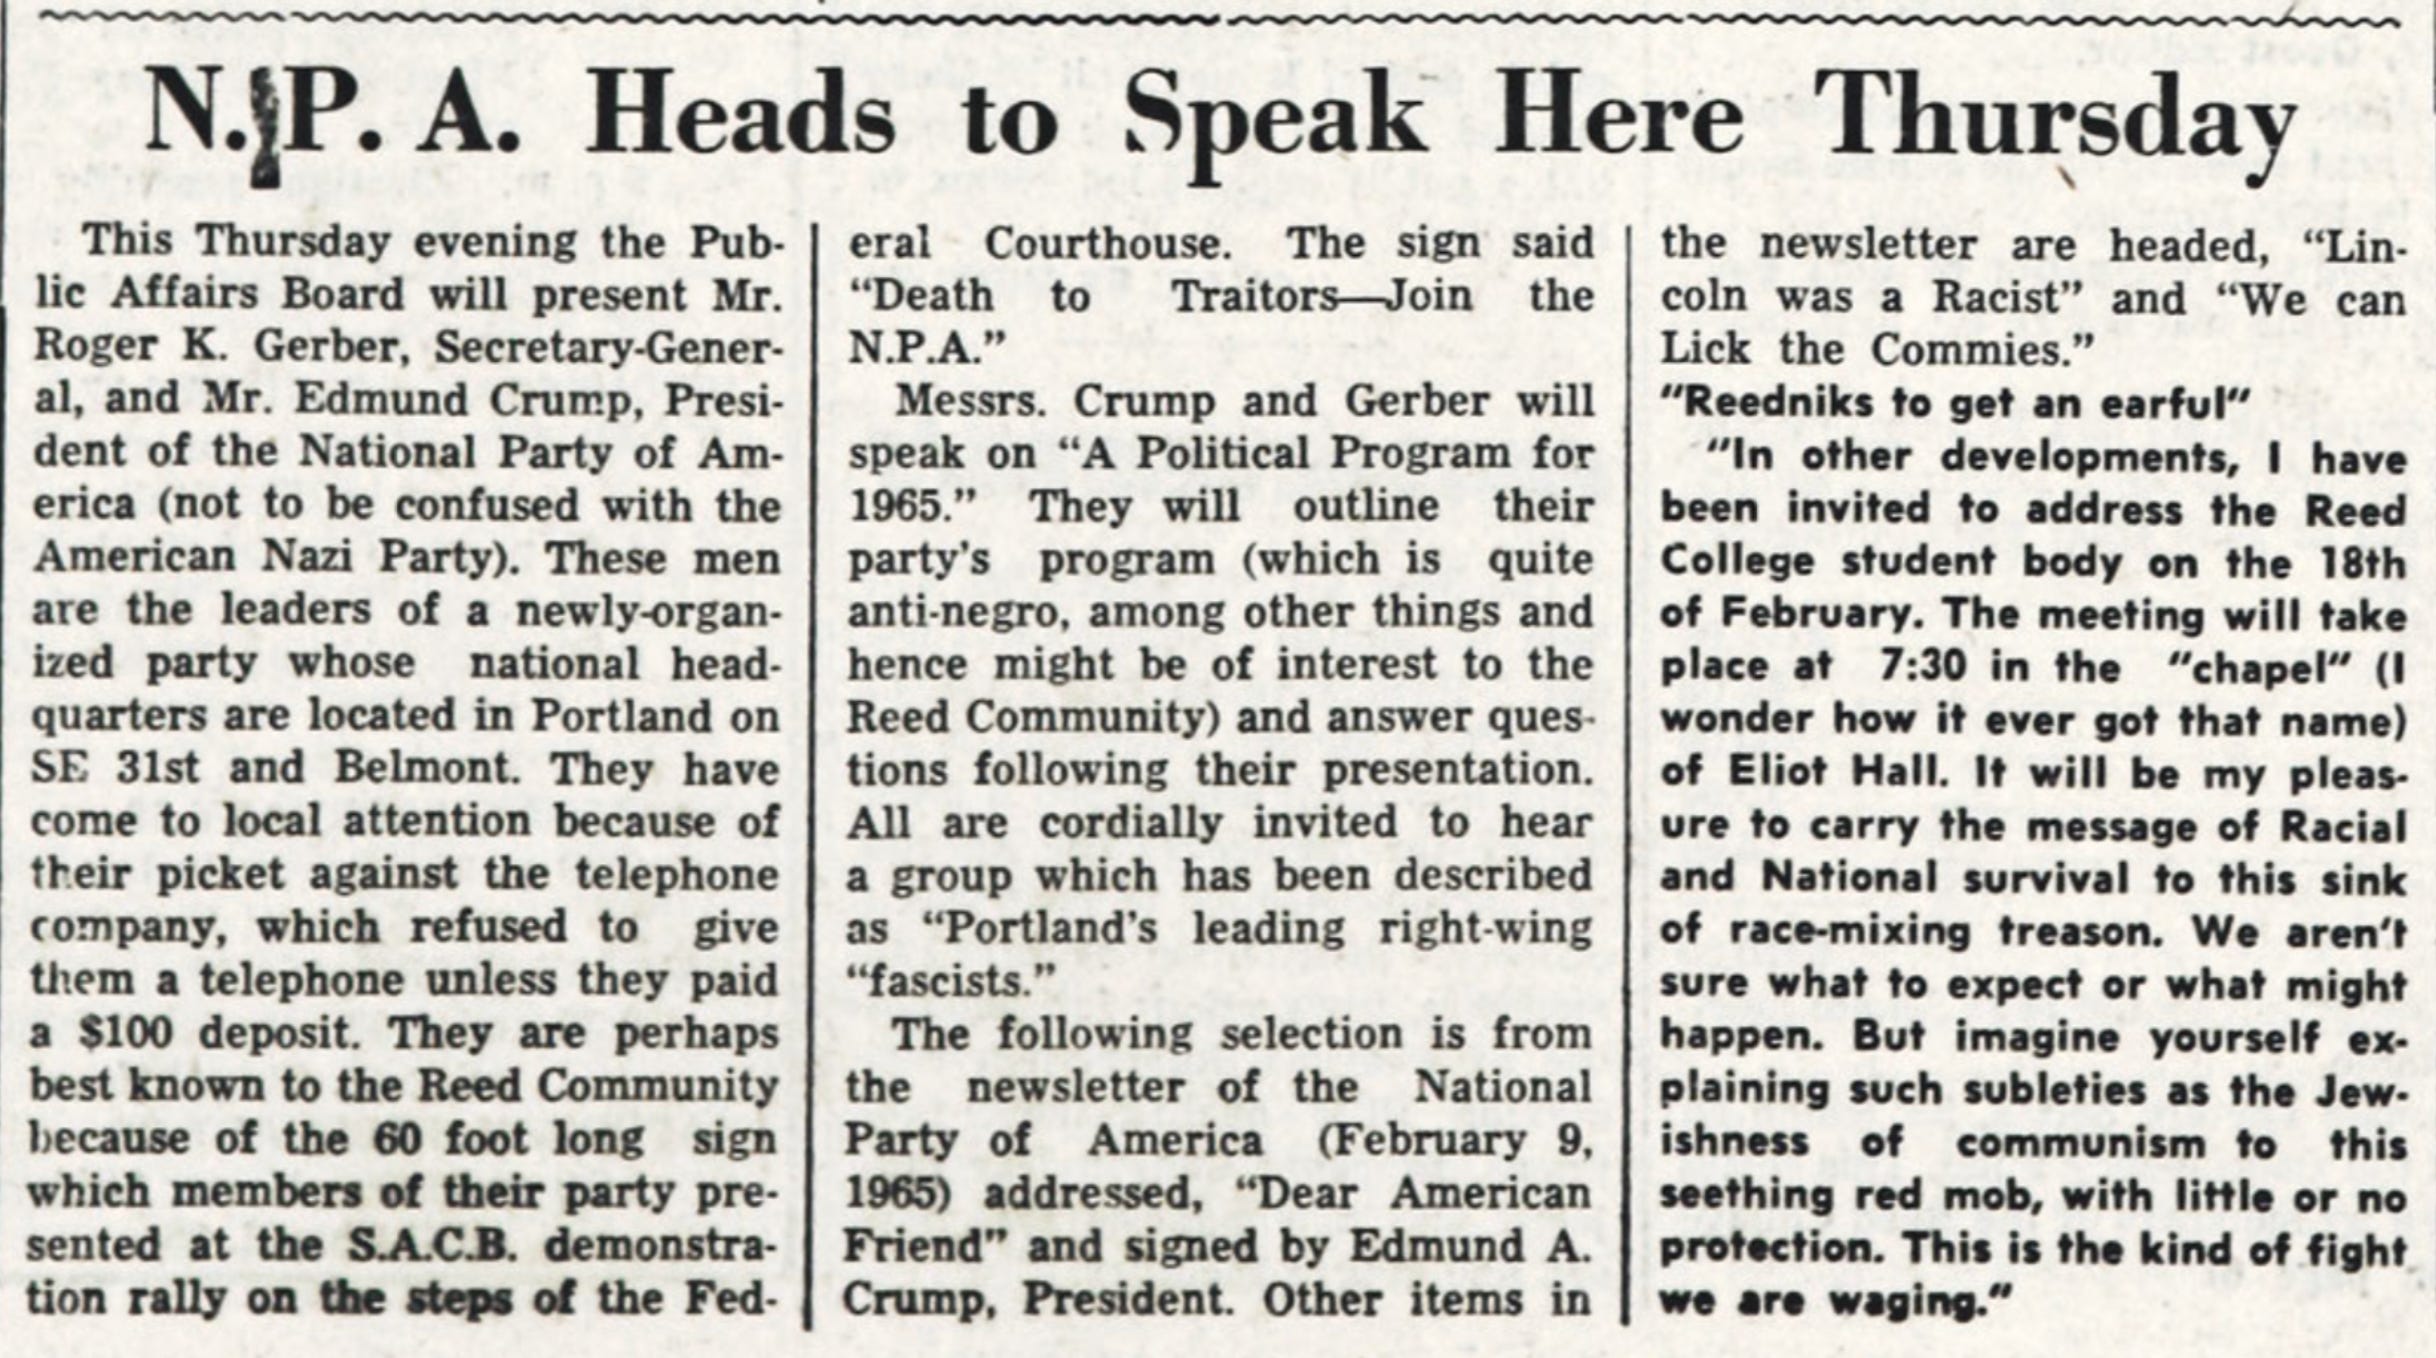 N. P. A. Heads to Speak Here Thursday
This Thursday evening the Pub-
lic Affairs Board will present Mr.
Roger K. Gerber, Secretary-Gener-
al, and Mr. Edmund Crump, Presi-
dent of the National Party of Am-
erica (not to be confused with the
American Nazi Party). These men
are the leaders of a newly-organ-
ized party whose national head-
quarters are located in Portland on
SE 31st and Belmont. They have
come to local attention because of
their picket against the telephone
company, which refused to give
them a telephone unless they paid
a $100 deposit. They are perhaps
best known to the Reed Community
because of the 60 foot long sign
which members of their party pre-
sented at the S.A.C.B. demonstra-
tion rally on the steps of the Fed-
eral Courthouse. The sign said
“Death to Traitors—Join the
N.P.A.”
Messrs. Crump and Gerber will
speak on “A Political Program for
1965.” They will outline their
party's program (which is quite
anti-negro, among other things and
hence might be of interest to the
Reed Community) and answer ques-
tions following their presentation.
All are cordially invited to hear
a group which has been described
as “Portland's leading right-wing
“fascists.”
The following selection is from
the newsletter of the National
Party of America (February 9,
1965) addressed, “Dear American
Friend” and signed by Edmund A.
Crump, President. Other items in
the newsletter are headed, “Lin-
coln was a Racist” and “We can
Lick the Commies.”
"Reedniks to get an earful"
"In other developments, I have
been invited to address the Reed
College student body on the 18th
of February. The meeting will take
place at 7:30 in the "chapel" (I
wonder how it ever got that name)
of Eliot Hall. It will be my pleas-
ure to carry the message of Racial
and National survival to this sink
of race-mixing treason. We aren't
sure what to expect or what might
happen. But imagine yourself ex-
plaining such subleties as the Jew-
ishness of communism to this
seething red mob, with little or no
protection. This is the kind of fight
we are waging."